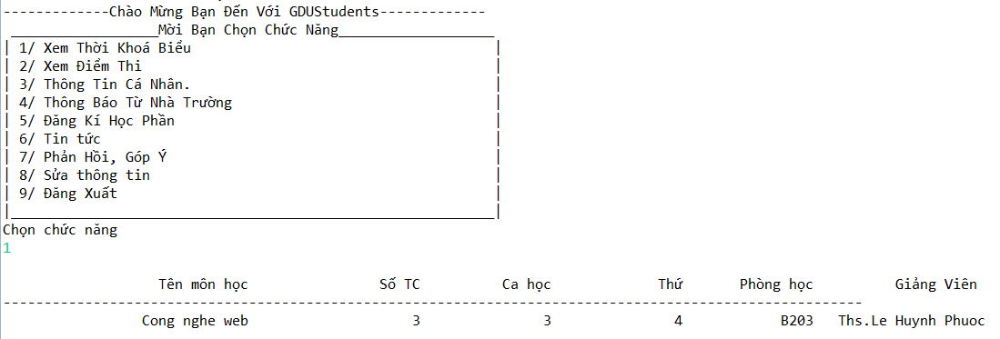 -------------Chào Mừng Bạn Đến Với GDUStudents-------------
__________________Mời Bạn Chọn Chức Năng___________________
| 1/ Xem Thời Khoá Biểu |
| 2/ Xem Điểm Thi |
| 3/ Thông Tin Cá Nhân. |
| 4/ Thông Báo Từ Nhà Trường |
| 5/ Đăng Kí Học Phần |
| 6/ Tin tức |
| 7/ Phản Hồi, Góp Ý |
| 8/ Sửa thông tin |
| 9/ Đăng Xuất |
|___________________________________________________________|
Chọn chức năng
1
Tên môn học Số TC Ca học Thứ Phòng học Giảng Viên
---------------------------------------------------------------------------------------------------------
Cong nghe web 3 3 4 B203 Ths.Le Huynh Phuoc